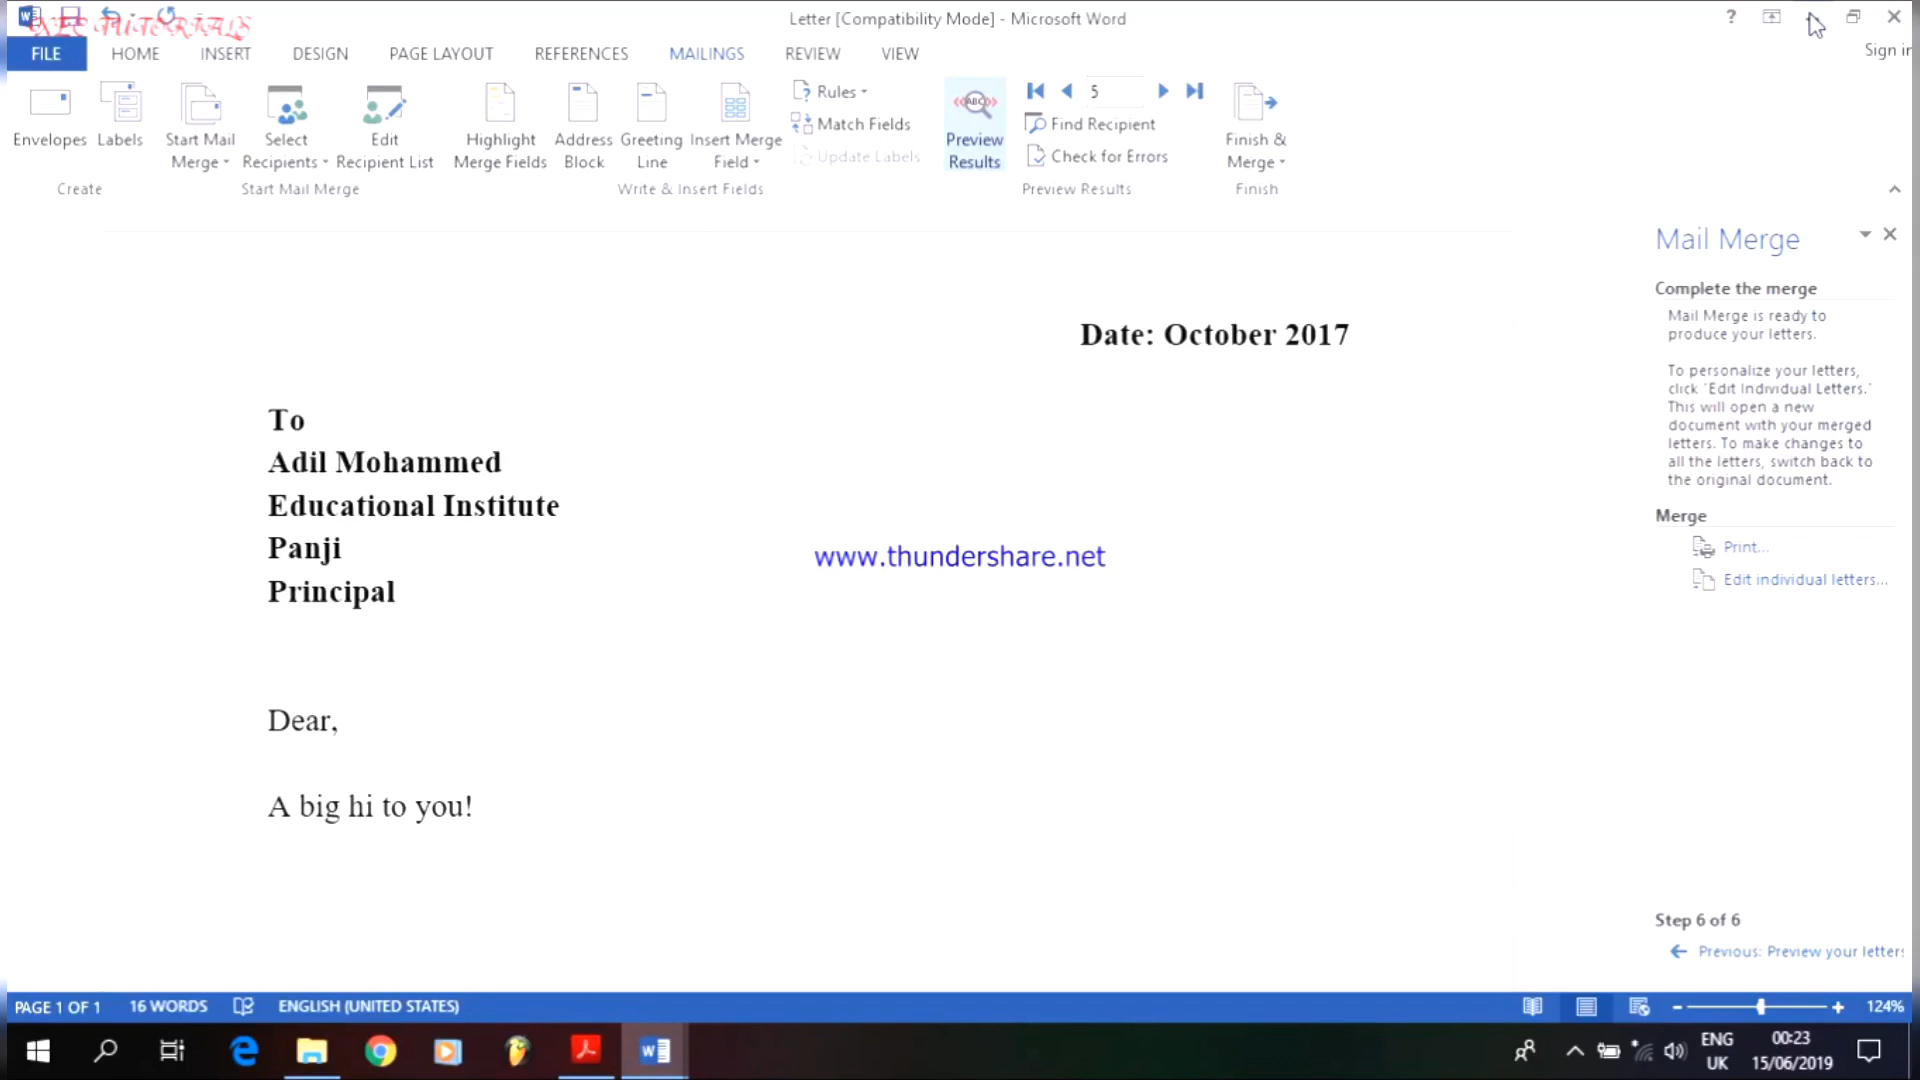 Letter [Compatibility Mode] - Microsoft Word
?
XEC TUTORIALS
Sign in
FILE HOME INSERT DESIGN PAGE LAYOUT REFERENCES MAILINGS REVIEW VIEW
Envelopes
Labels
Create
Start Mail
Merge
Select
Recipients
Edit
Recipient List
Start Mail Merge
Highlight
Merge Fields
Address
Block
Greeting
Line
Insert Merge
Field
Rules
Match Fields
Update Labels
Write & Insert Fields
ABC
Preview
Results
5
Find Recipient
Check for Errors
Preview Results
Finish &
Merge
Finish
Date: October 2017
To
Adil Mohammed
Educational Institute
Panji
Principal
Dear,
A big hi to you!
www.thundershare.net
Mail Merge
Complete the merge
Mail Merge is ready to
produce your letters.
To personalize your letters,
click "Edit Individual Letters."
This will open a new
document with your merged
letters. To make changes to
all the letters, switch back to
the original document.
Merge
Print...
Edit individual letters...
Step 6 of 6
Previous: Preview your letters
PAGE 1 OF 1 16 WORDS ENGLISH (UNITED STATES) 124%
ENG
UK
00:23
15/06/2019